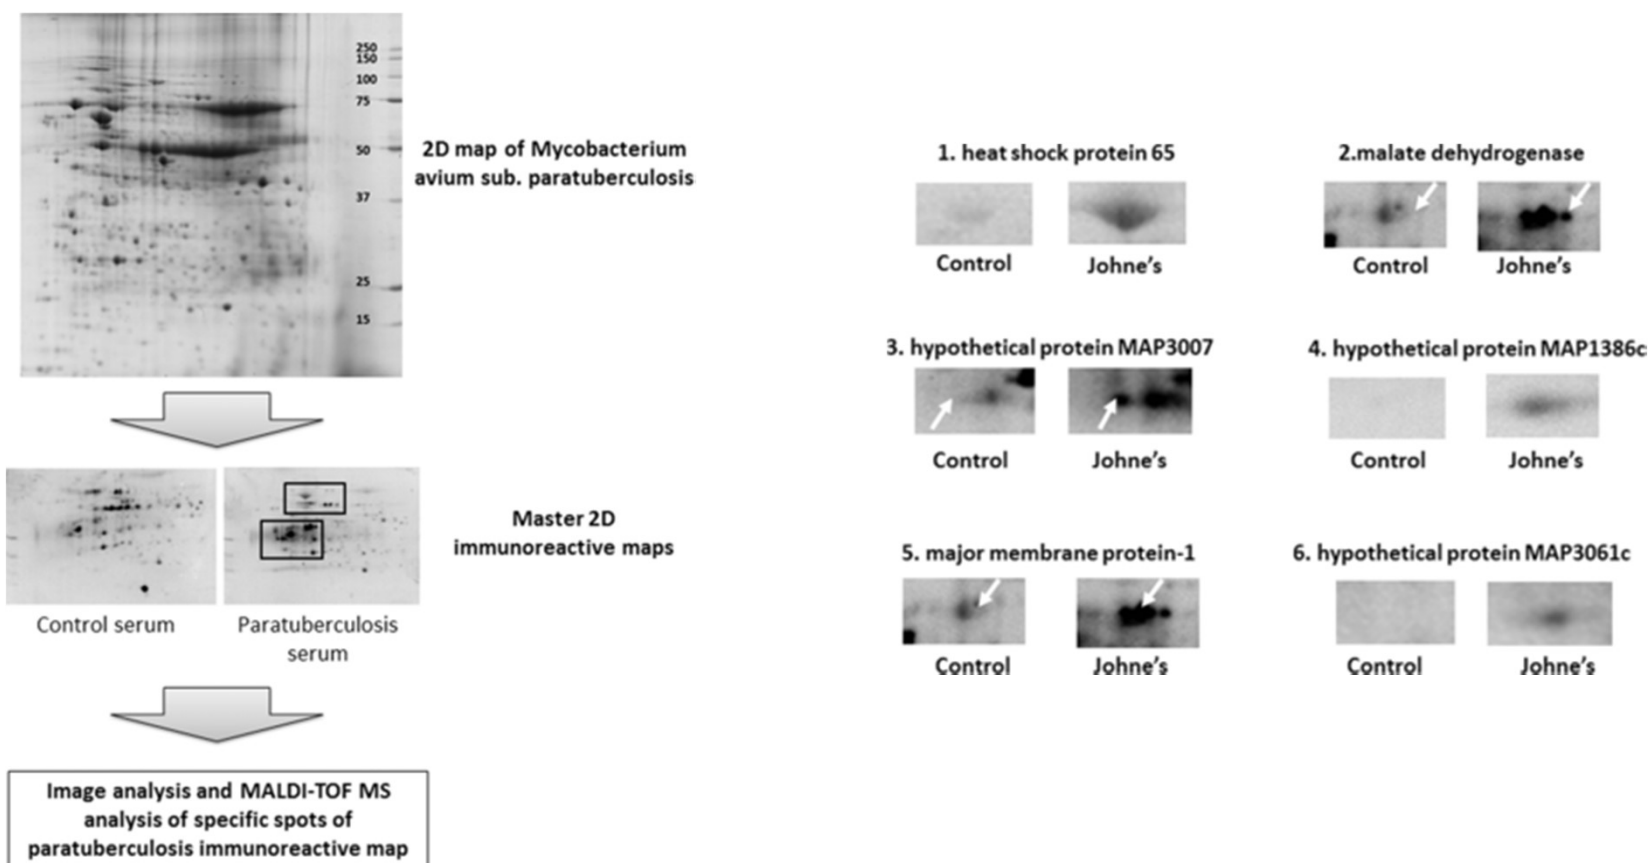 250
150
100
75
50
37
25
15
2D map of Mycobacterium
avium sub. paratuberculosis
Control serum
Paratuberculosis
serum
Master 2D
immunoreactive maps
Image analysis and MALDI-TOF MS
analysis of specific spots of
paratuberculosis immunoreactive map
1. heat shock protein 65
Control
Johne's
2.malate dehydrogenase
Control
Johne's
3. hypothetical protein MAP3007
Control
Johne's
4. hypothetical protein MAP1386c
Control
Johne's
5. major membrane protein-1
Control
Johne's
6. hypothetical protein MAP3061c
Control
Johne's